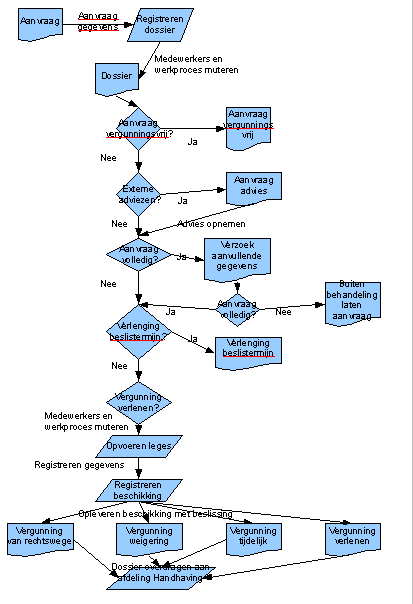 Aanvraag
Aanvraag
gegevens
Registreren
dossier
Medewerkers en
werkproces muteren
Dossier
Aanvraag
vergunningsvrij?
Ja
Aanvraag
vergunnings
vrij
Nee
Externe
adviezen?
Ja
Aanvraag
advies
Nee
Advies opnemen
Aanvraag
volledig?
Ja
Verzoek
aanvullende
gegevens
Nee
Ja
Aanvraag
volledig?
Nee
Buiten
behandeling
laten
aanvraag
Verlenging
beslistermijn?
Ja
Verlenging
beslistermijn
Nee
Vergunning
verlenen?
Medewerkers en
werkproces muteren
Opvoeren leges
Registreren gegevens
Registreren
beschikking
Opleveren beschikking met beslissing
Vergunning
van rechtswege
Vergunning
weigering
Vergunning
tijdelijk
Vergunning
verlenen
Dossier overdragen aan
afdeling Handhaving